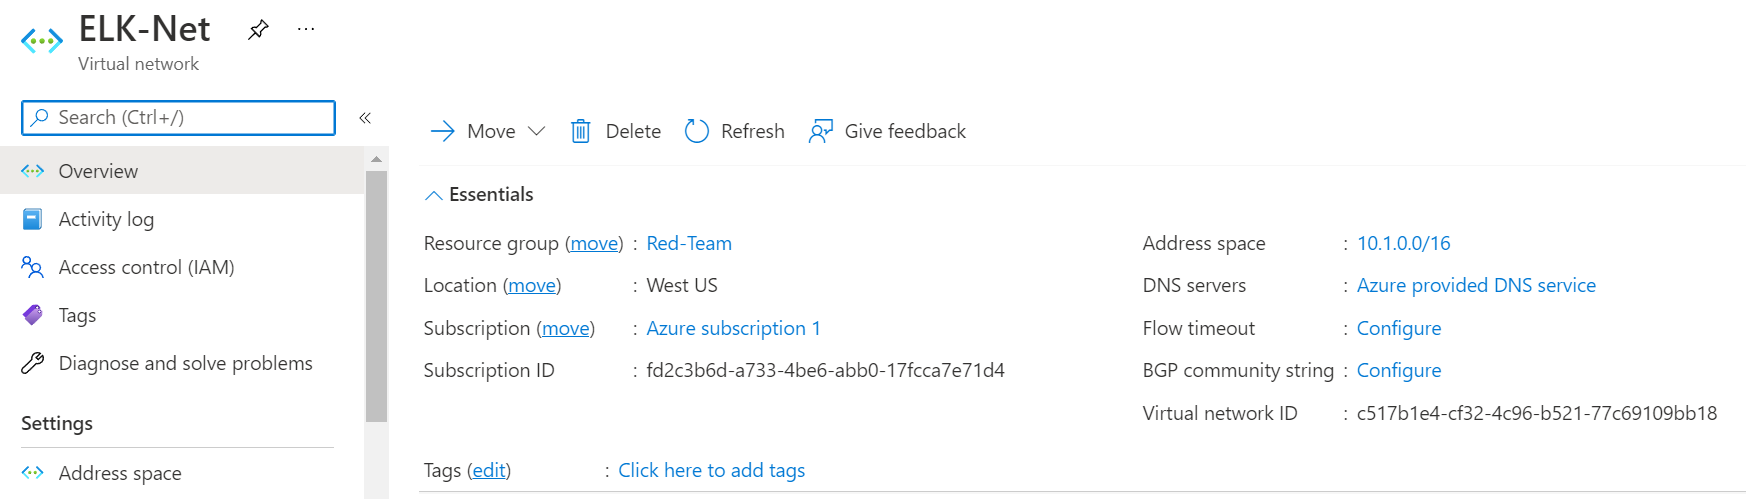 ELK-Net
Virtual network
Search (Ctrl+/)
Overview
Activity log
Access control (IAM)
Tags
Diagnose and solve problems
Settings
Address space
Move
Delete
Refresh
Give feedback
Essentials
Resource group (move) : Red-Team
Location (move) : West US
Subscription (move) : Azure subscription 1
Subscription ID : fd2c3b6d-a733-4be6-abb0-17fcca7e71d4
Address space : 10.1.0.0/16
DNS servers : Azure provided DNS service
Flow timeout : Configure
BGP community string : Configure
Virtual network ID : c517b1e4-cf32-4c96-b521-77c69109bb18
Tags (edit) : Click here to add tags